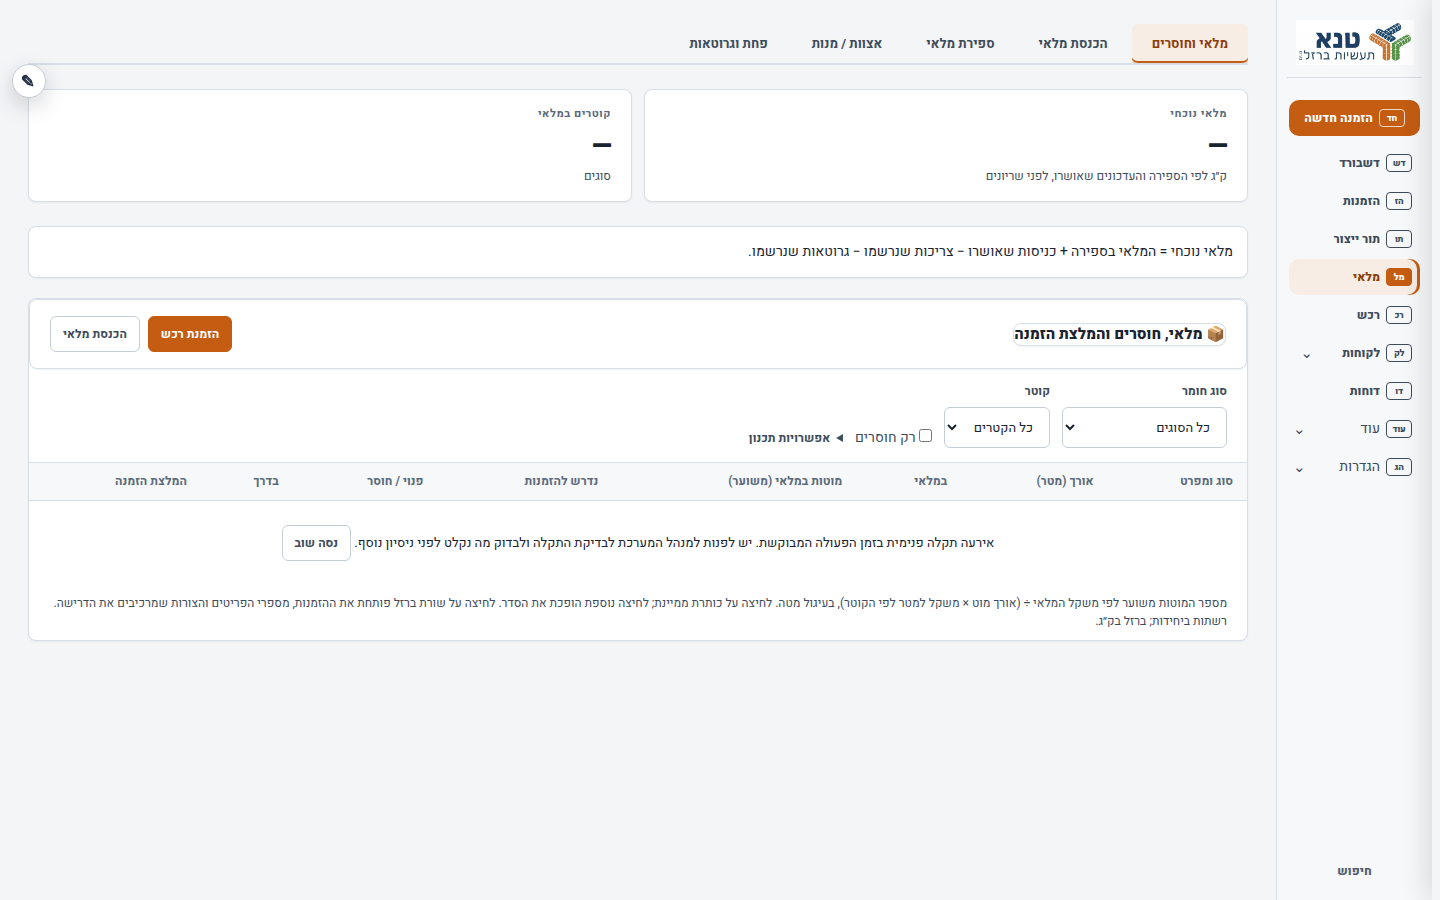 טנא
תעשיות ברזל
חד הזמנה חדשה
דש דשבורד
הז הזמנות
תו תור ייצור
מל מלאי
רכ רכש
לק לקוחות
דו דוחות
עוד עוד
הג הגדרות
חיפוש
מלאי וחוסרים
הכנסת מלאי
ספירת מלאי
אצוות / מנות
פחת וגרוטאות
מלאי נוכחי
—
ק״ג לפי הספירה והעדכונים שאושרו, לפני שריונים
קוטרים במלאי
—
סוגים
מלאי נוכחי = המלאי בספירה + כניסות שאושרו − צריכות שנרשמו − גרוטאות שנרשמו.
📦 מלאי, חוסרים והמלצת הזמנה
הזמנת רכש
הכנסת מלאי
סוג חומר
כל הסוגים
קוטר
כל הקטרים
רק חוסרים
◀ אפשרויות תכנון
סוג ומפרט אורך (מטר) במלאי מוטות במלאי (משוער) נדרש להזמנות פנוי / חוסר בדרך המלצת הזמנה
אירעה תקלה פנימית בזמן הפעולה המבוקשת. יש לפנות למנהל המערכת לבדיקת התקלה ולבדוק מה נקלט לפני ניסיון נוסף. נסה שוב
מספר המוטות משוער לפי משקל המלאי ÷ (אורך מוט × משקל למטר לפי הקוטר), בעיגול מטה. לחיצה על כותרת ממיינת; לחיצה נוספת הופכת את הסדר. לחיצה על שורת ברזל פותחת את ההזמנות, מספרי הפריטים והצורות שמרכיבים את הדרישה.
רשתות ביחידות; ברזל בק״ג.